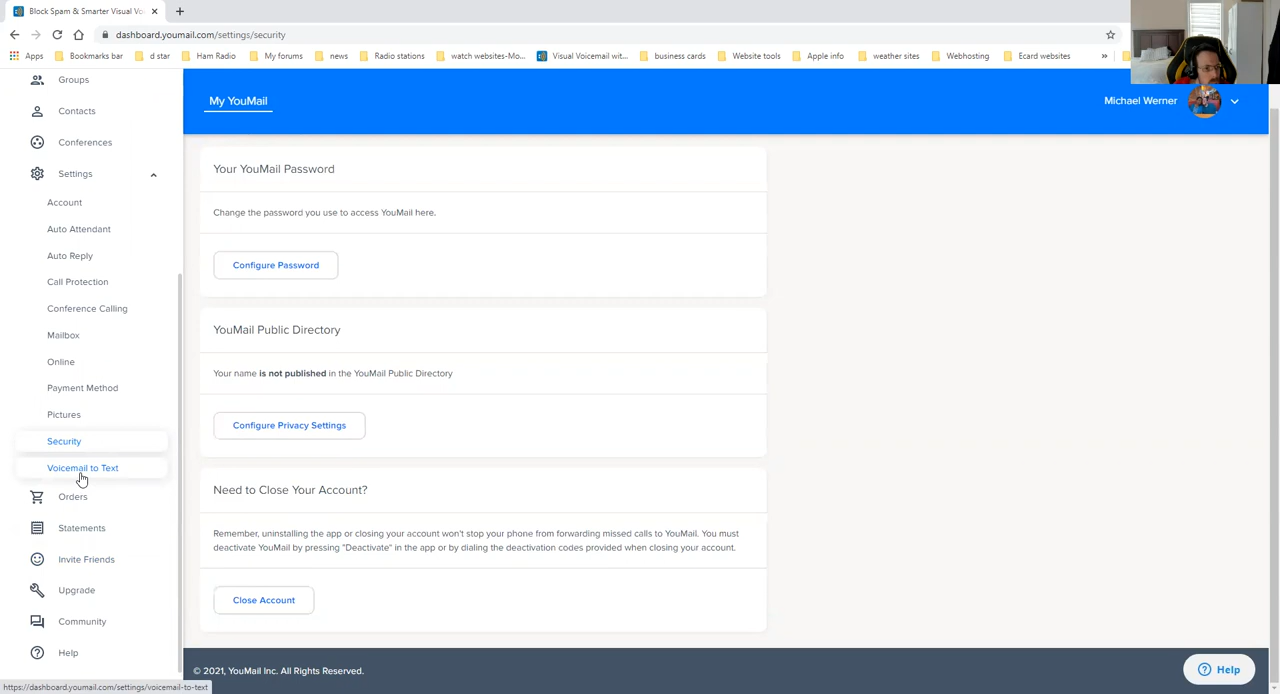 Block Spam & Smarter Visual Vo
dashboard.youmail.com/settings/security
Apps
Bookmarks bar
d star
Ham Radio
My forums
news
Radio stations
watch websites-Mo...
Visual Voicemail wit...
business cards
Website tools
Apple info
weather sites
Webhosting
Ecard websites
»
Groups
Contacts
Conferences
Settings
Account
Auto Attendant
Auto Reply
Call Protection
Conference Calling
Mailbox
Online
Payment Method
Pictures
Security
Voicemail to Text
Orders
Statements
Invite Friends
Upgrade
Community
Help
https://dashboard.youmail.com/settings/voicemail-to-text
My YouMail
Michael Werner
Your YouMail Password
Change the password you use to access YouMail here.
Configure Password
YouMail Public Directory
Your name is not published in the YouMail Public Directory
Configure Privacy Settings
Need to Close Your Account?
Remember, uninstalling the app or closing your account won't stop your phone from forwarding missed calls to YouMail. You must
deactivate YouMail by pressing "Deactivate" in the app or by dialing the deactivation codes provided when closing your account.
Close Account
© 2021, YouMail Inc. All Rights Reserved.
Help